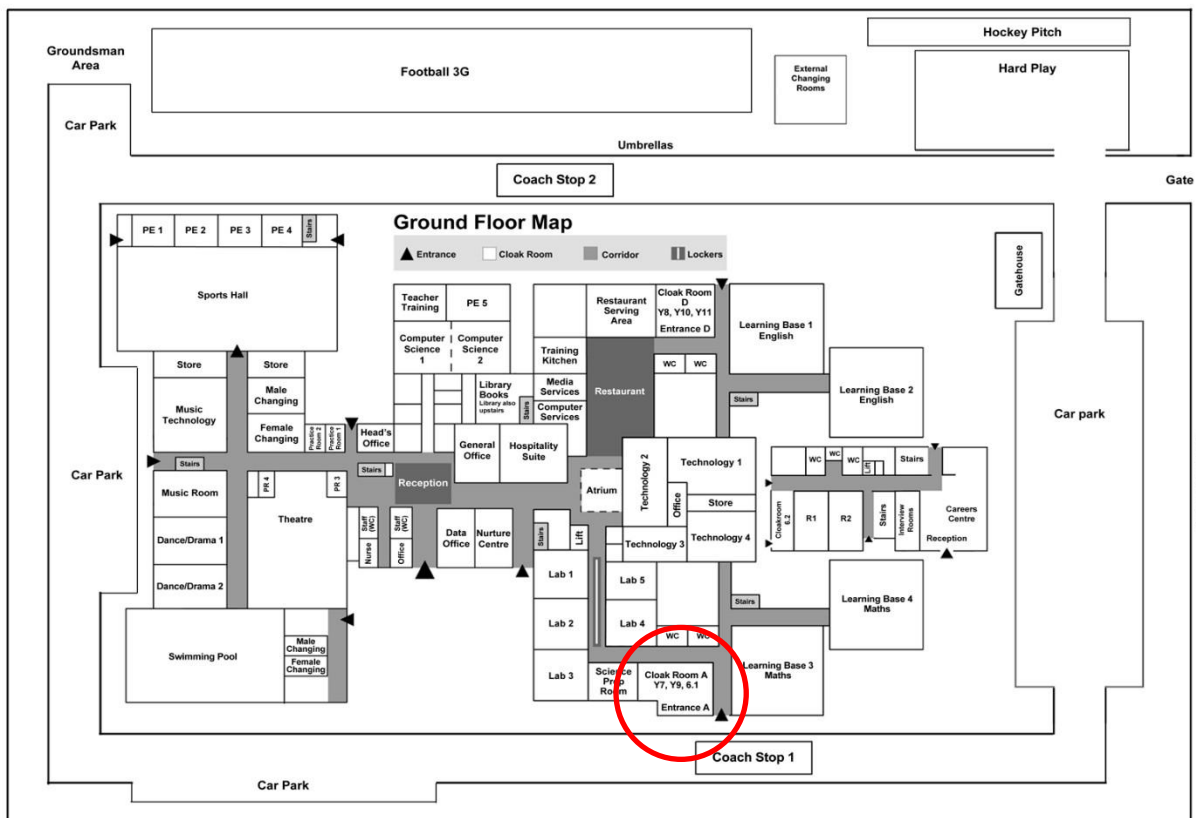 Hockey Pitch
Groundsman
Area
Football 3G
External
Changing
Rooms
Hard Play
Car Park
Umbrellas
Coach Stop 2
Gate
Ground Floor Map
Entrance
Cloak Room
Corridor
Lockers
PE 1
PE 2
PE 3
PE 4
Stairs
Gatehouse
Sports Hall
Teacher
Training
PE 5
Restaurant
Serving
Area
Cloak Room
D
Y8, Y10, Y11
Entrance D
Learning Base 1
English
Computer
Science
1
Computer
Science
2
Training
Kitchen
WC
WC
Store
Store
Restaurant
Learning Base 2
English
Music
Technology
Male
Changing
Library
Books
Library also
upstairs
Media
Services
Stairs
Computer
Services
Stairs
Car park
Female
Changing
Practice
Room 2
Practice
Room 1
Head's
Office
General
Office
Hospitality
Suite
Technology 2
Technology 1
WC
WC
WC
Lift
Stairs
Car Park
Stairs
Stairs
Reception
Atrium
Music Room
PR 4
PR 3
Theatre
Office
Store
Cloakroom
6.2
R1
R2
Stairs
Interview
Rooms
Careers
Centre
Reception
Dance/Drama 1
Staff
(WC)
Staff
(WC)
Nurse
Office
Data
Office
Nurture
Centre
Stairs
Lift
Technology 3
Technology 4
Dance/Drama 2
Lab 1
Lab 5
Stairs
Learning Base 4
Maths
Lab 2
Lab 4
WC
WC
Swimming Pool
Male
Changing
Female
Changing
Lab 3
Science
Prep
Room
Cloak Room A
Y7, Y9, 6.1
Entrance A
Learning Base 3
Maths
Coach Stop 1
Car Park